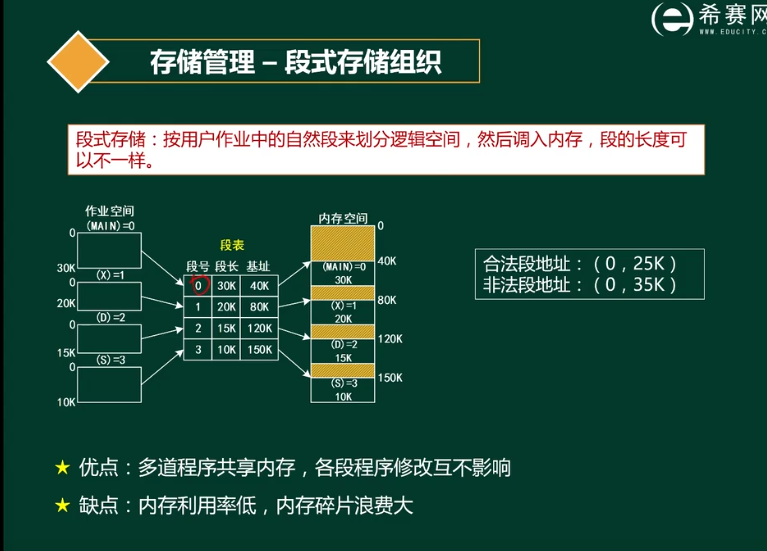 希赛网
WWW.EDUCITY.C
存储管理 – 段式存储组织
段式存储：按用户作业中的自然段来划分逻辑空间，然后调入内存，段的长度可
以不一样。
作业空间
(MAIN)=0
0
30K
(X)=1
0
20K
(D)=2
0
15K
(S)=3
0
10K
段表
段号 段长 基址
0 30K 40K
1 20K 80K
2 15K 120K
3 10K 150K
内存空间
0
40K
(MAIN)=0
30K
80K
(X)=1
20K
120K
(D)=2
15K
150K
(S)=3
10K
合法段地址：（0，25K）
非法段地址：（0，35K）
★ 优点：多道程序共享内存，各段程序修改互不影响
★ 缺点：内存利用率低，内存碎片浪费大